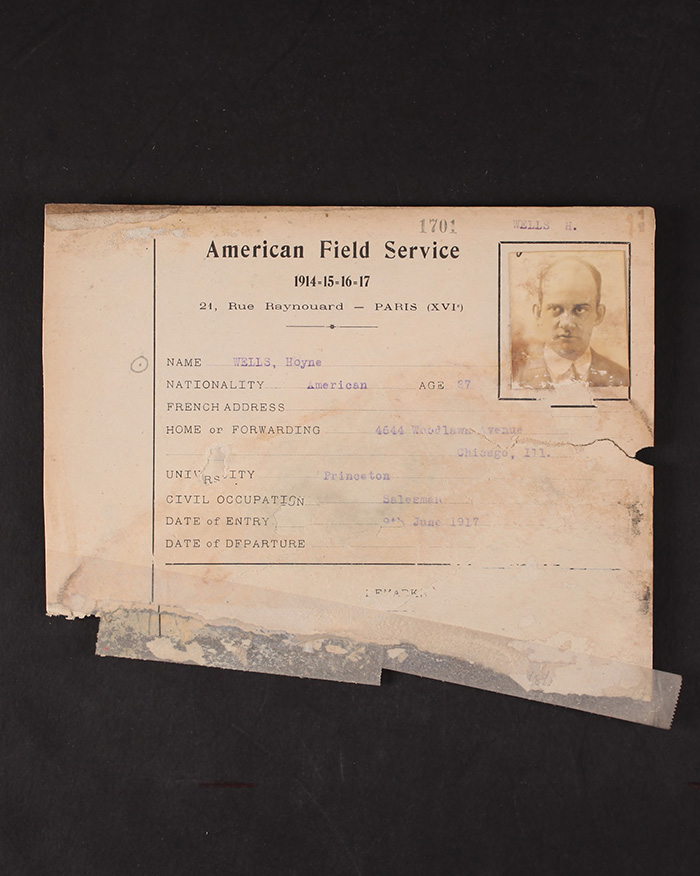 1701 WELLS H.
American Field Service
1914-15-16-17
21, Rue Raynouard — PARIS (XVIe)
NAME WELLS, Hoyne
NATIONALITY American AGE 27
FRENCH ADDRESS
HOME or FORWARDING 4644 Woodlawn Avenue
Chicago, Ill.
UNIVERSITY Princeton
CIVIL OCCUPATION Salesman
DATE of ENTRY 9th June 1917
DATE of DEPARTURE